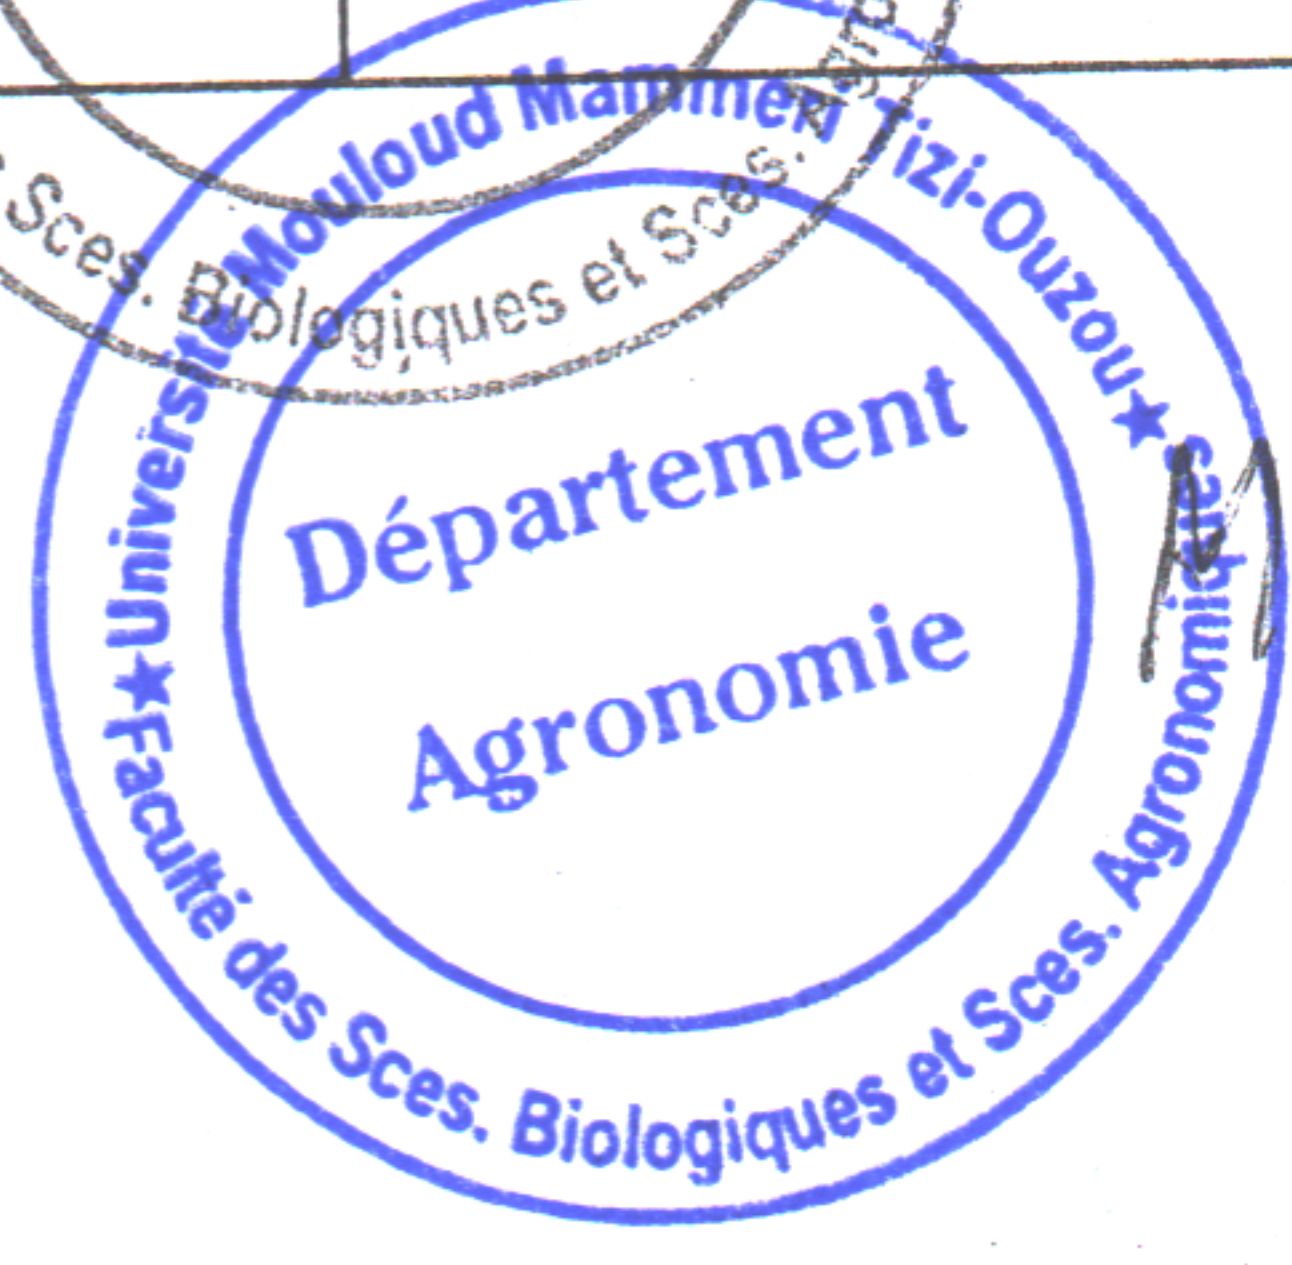 Université Mouloud Mammeri Tizi-Ouzou
Département
Agronomie
Faculté des Sces. Biologiques et Sces. Agronomiques
Sces. Biologiques et Sces.